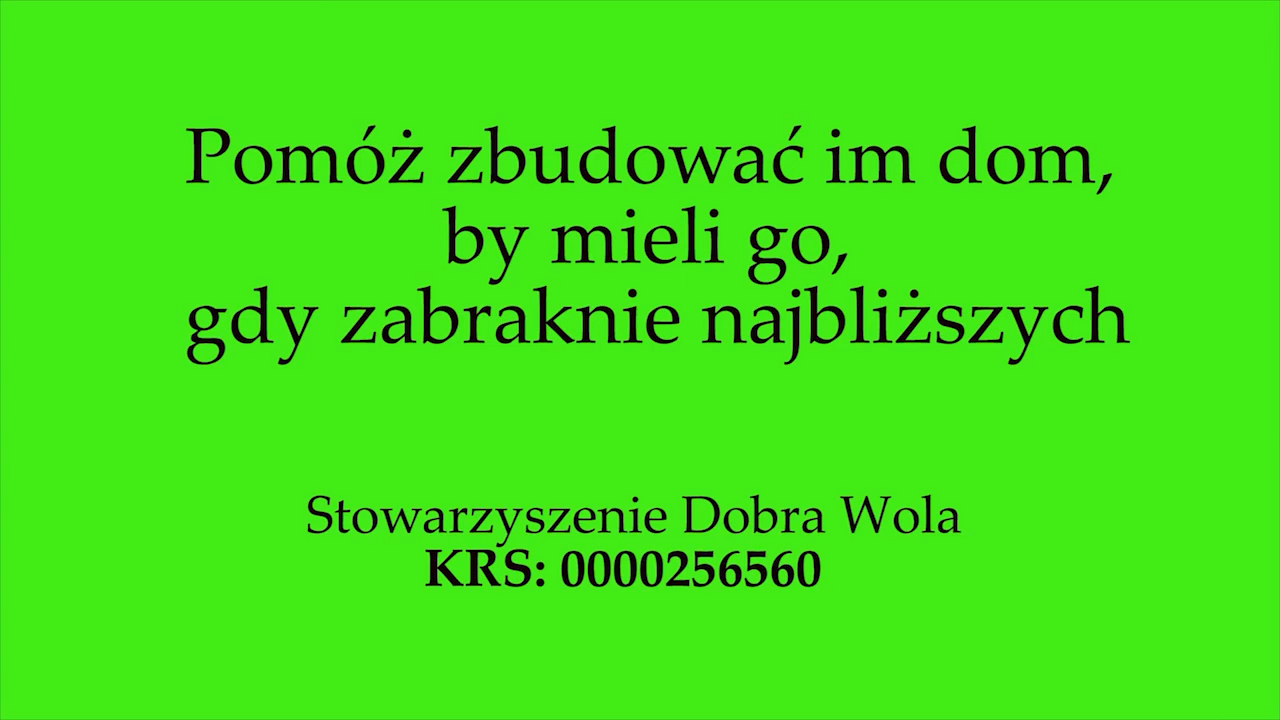 Pomóż zbudować im dom,
by mieli go,
gdy zabraknie najbliższych
Stowarzyszenie Dobra Wola
KRS: 0000256560